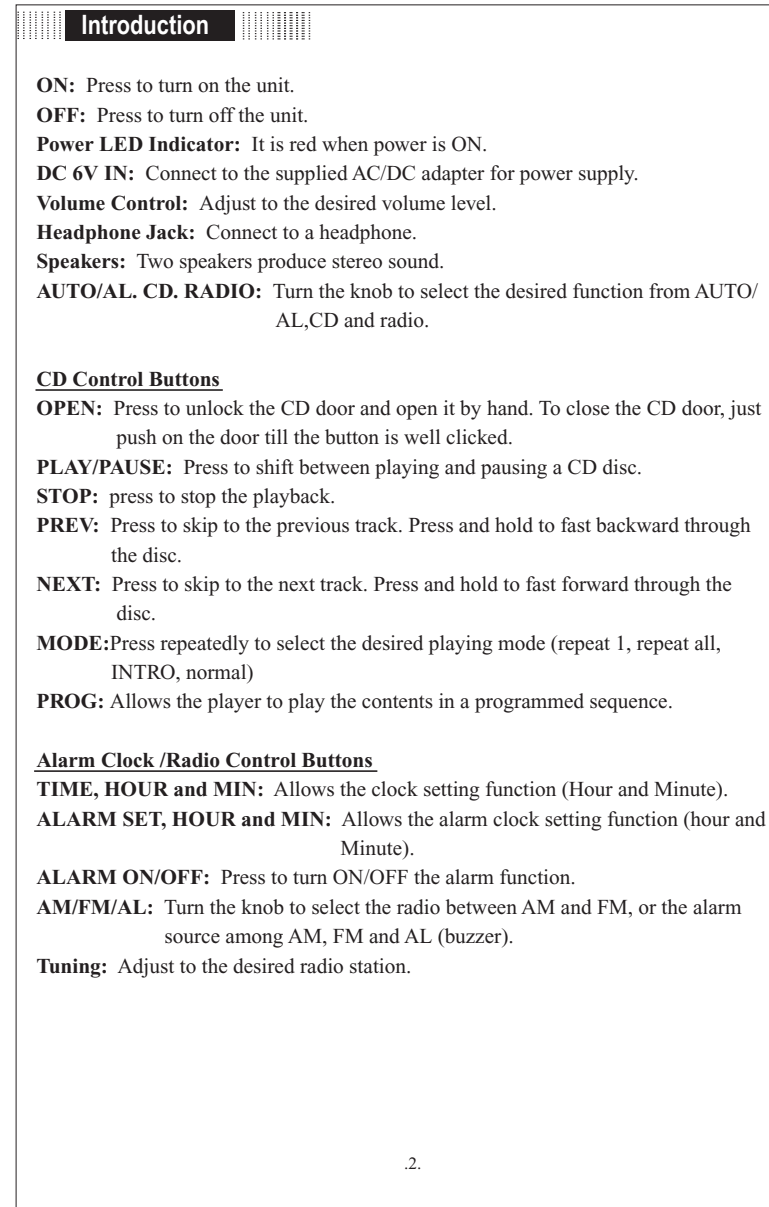 Introduction
ON: Press to turn on the unit.
OFF: Press to turn off the unit.
Power LED Indicator: It is red when power is ON.
DC 6V IN: Connect to the supplied AC/DC adapter for power supply.
Volume Control: Adjust to the desired volume level.
Headphone Jack: Connect to a headphone.
Speakers: Two speakers produce stereo sound.
AUTO/AL. CD. RADIO: Turn the knob to select the desired function from AUTO/
AL,CD and radio.
CD Control Buttons
OPEN: Press to unlock the CD door and open it by hand. To close the CD door, just
push on the door till the button is well clicked.
PLAY/PAUSE: Press to shift between playing and pausing a CD disc.
STOP: press to stop the playback.
PREV: Press to skip to the previous track. Press and hold to fast backward through
the disc.
NEXT: Press to skip to the next track. Press and hold to fast forward through the
disc.
MODE:Press repeatedly to select the desired playing mode (repeat 1, repeat all,
INTRO, normal)
PROG: Allows the player to play the contents in a programmed sequence.
Alarm Clock /Radio Control Buttons
TIME, HOUR and MIN: Allows the clock setting function (Hour and Minute).
ALARM SET, HOUR and MIN: Allows the alarm clock setting function (hour and
Minute).
ALARM ON/OFF: Press to turn ON/OFF the alarm function.
AM/FM/AL: Turn the knob to select the radio between AM and FM, or the alarm
source among AM, FM and AL (buzzer).
Tuning: Adjust to the desired radio station.
.2.